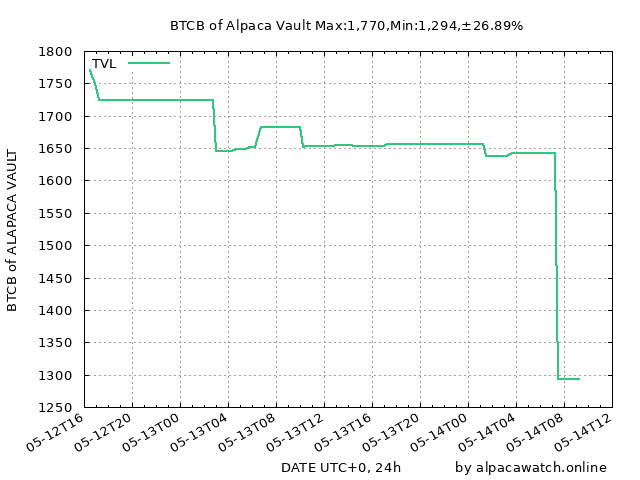 BTCB of Alpaca Vault Max:1,770,Min:1,294,±26.89%
TVL
BTCB of ALAPACA VAULT
1800
1750
1700
1650
1600
1550
1500
1450
1400
1350
1300
1250
05-12T16
05-12T20
05-13T00
05-13T04
05-13T08
05-13T12
05-13T16
05-13T20
05-14T00
05-14T04
05-14T08
05-14T12
DATE UTC+0, 24h
by alpacawatch.online